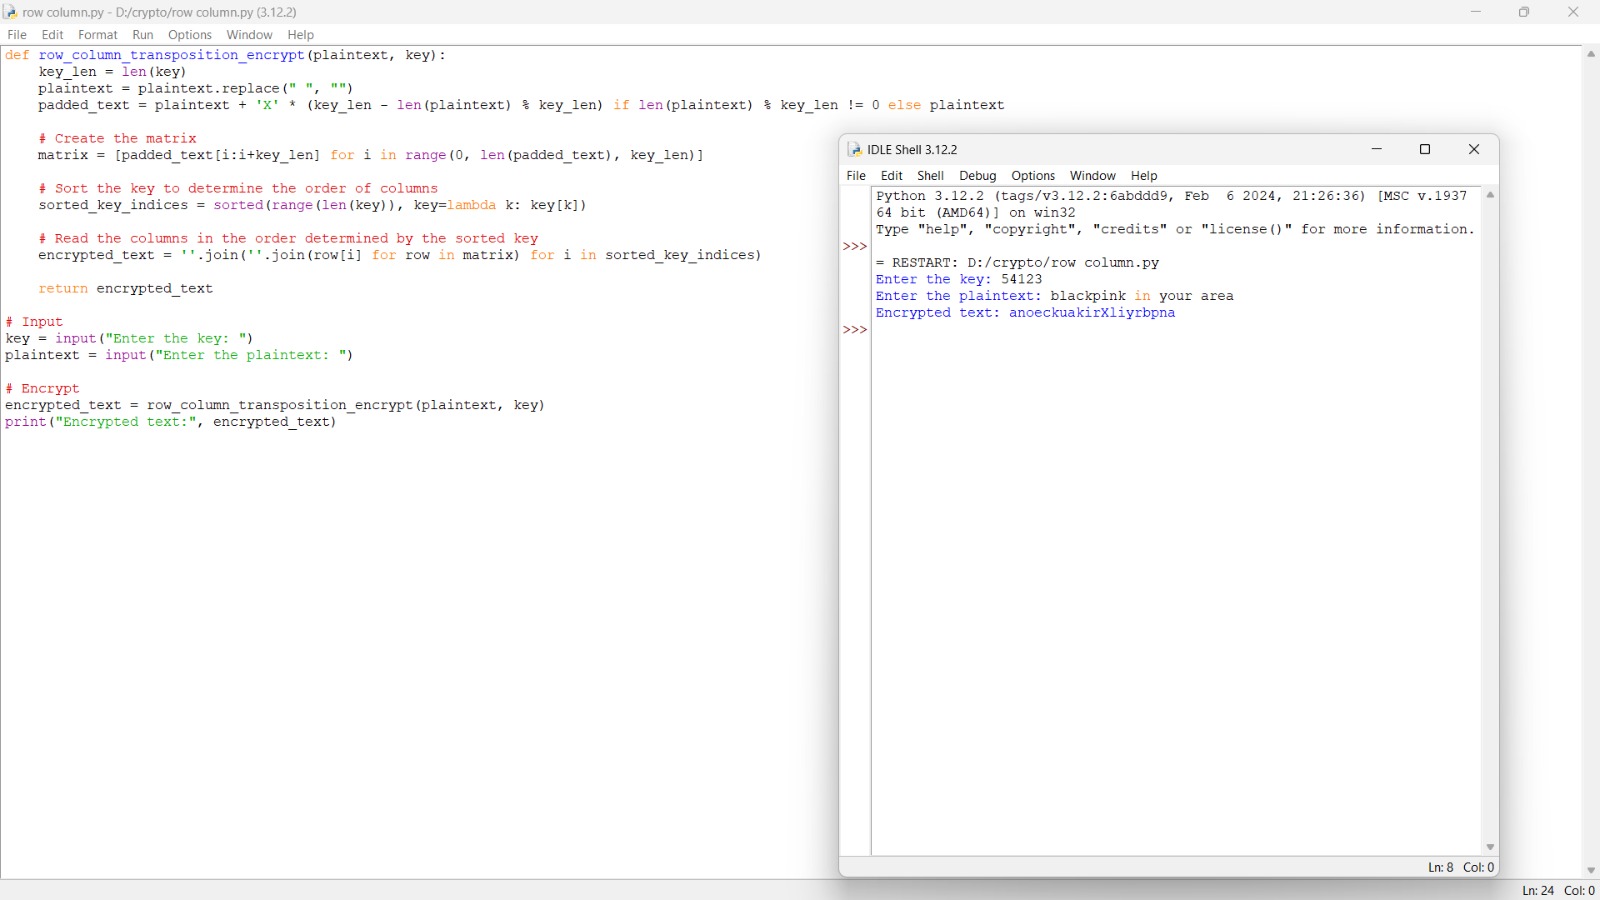 row column.py - D:/crypto/row column.py (3.12.2)
File Edit Format Run Options Window Help
def row_column_transposition_encrypt(plaintext, key):
    key_len = len(key)
    plaintext = plaintext.replace(" ", "")
    padded_text = plaintext + 'X' * (key_len - len(plaintext) % key_len) if len(plaintext) % key_len != 0 else plaintext
    # Create the matrix
    matrix = [padded_text[i:i+key_len] for i in range(0, len(padded_text), key_len)]
    # Sort the key to determine the order of columns
    sorted_key_indices = sorted(range(len(key)), key=lambda k: key[k])
    # Read the columns in the order determined by the sorted key
    encrypted_text = ''.join(''.join(row[i] for row in matrix) for i in sorted_key_indices)
    return encrypted_text
# Input
key = input("Enter the key: ")
plaintext = input("Enter the plaintext: ")
# Encrypt
encrypted_text = row_column_transposition_encrypt(plaintext, key)
print("Encrypted text:", encrypted_text)
IDLE Shell 3.12.2
File Edit Shell Debug Options Window Help
Python 3.12.2 (tags/v3.12.2:6abddd9, Feb  6 2024, 21:26:36) [MSC v.1937
64 bit (AMD64)] on win32
Type "help", "copyright", "credits" or "license()" for more information.
>>>
= RESTART: D:/crypto/row column.py
Enter the key: 54123
Enter the plaintext: blackpink in your area
Encrypted text: anoeckuakirXliyrbpna
>>>
Ln: 8 Col: 0
Ln: 24 Col: 0